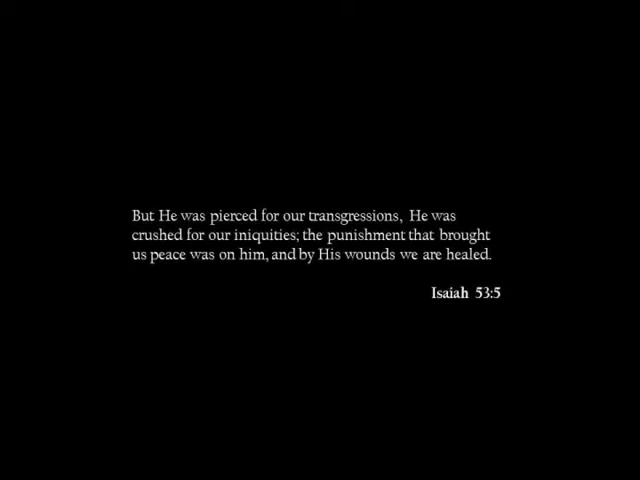 But He was pierced for our transgressions, He was
crushed for our iniquities; the punishment that brought
us peace was on him, and by His wounds we are healed.
Isaiah 53:5